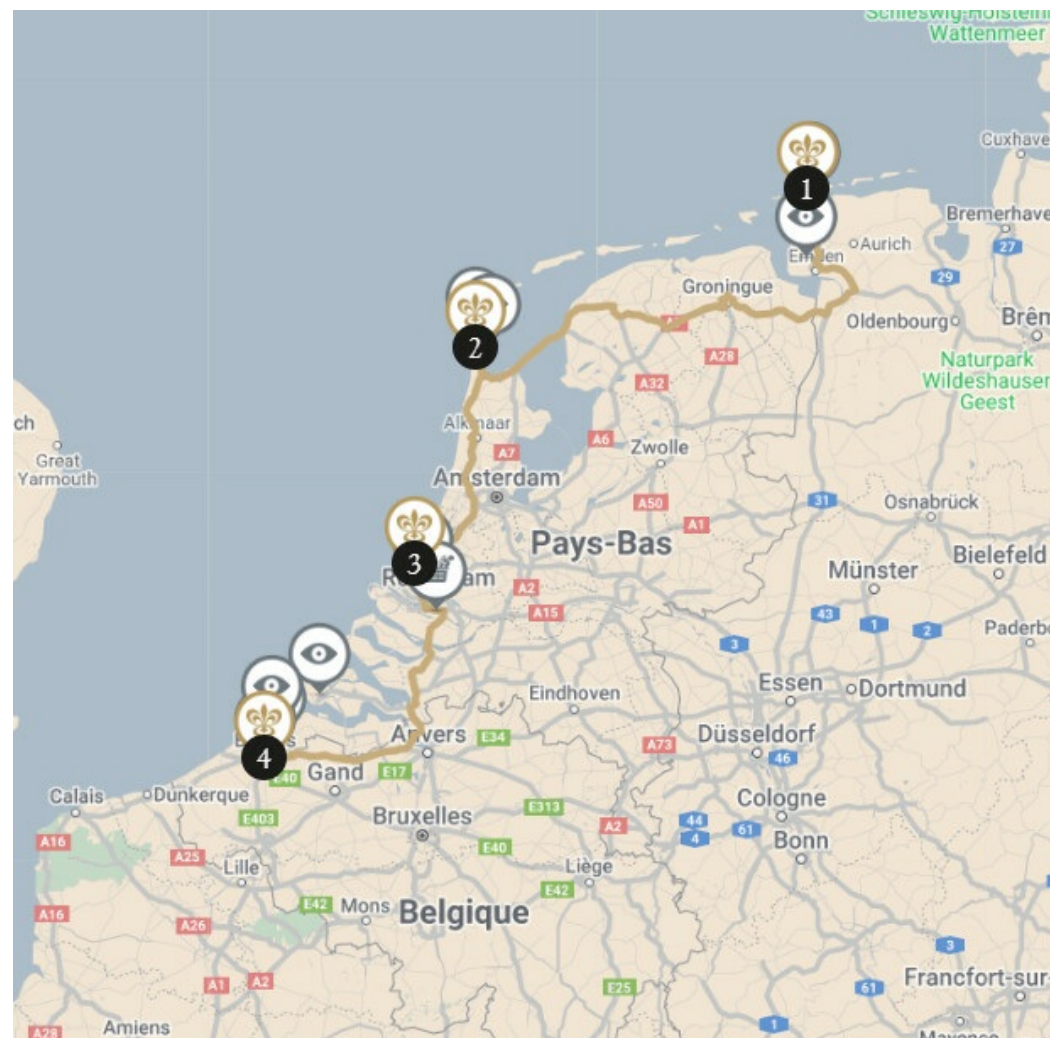 Schleswig-Holstein
Wattenmeer
Cuxhave
1
Bremerhave
27
Aurich
29
Groningue
Oldenbourg
Brêm
2
A28
Naturpark
Wildeshauser
Geest
A32
ch
Great
Yarmouth
A7
A6
Zwolle
Amsterdam
A50
31
Osnabrück
A1
Pays-Bas
Bielefeld
3
Münster
A2
A15
43
1
2
3
Paderb
Essen
Dortmund
Eindhoven
Anvers
E34
A73
Düsseldorf
46
4
E40
Gand
E17
Calais
Dunkerque
Cologne
E403
Bruxelles
E313
A2
44
4
61
Bonn
A16
A25
Lille
E40
Liège
E42
A16
A26
E42
Mons
Belgique
3
A1
A2
E25
61
Francfort-sur-
1
Amiens
A28